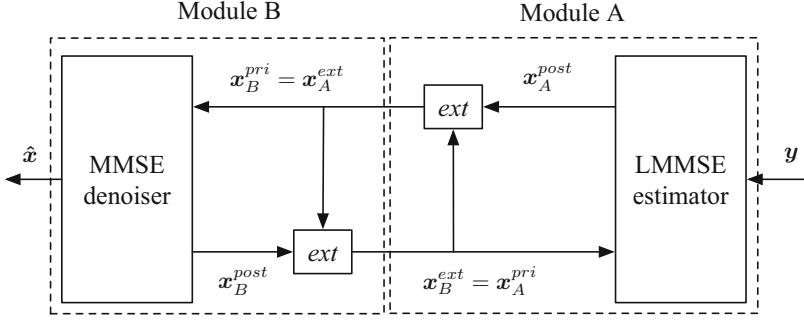 Module B
Module A
x_B^{pri} = x_A^{ext}
x_A^{post}
ext
x̂
MMSE
denoiser
LMMSE
estimator
y
ext
x_B^{post}
x_B^{ext} = x_A^{pri}